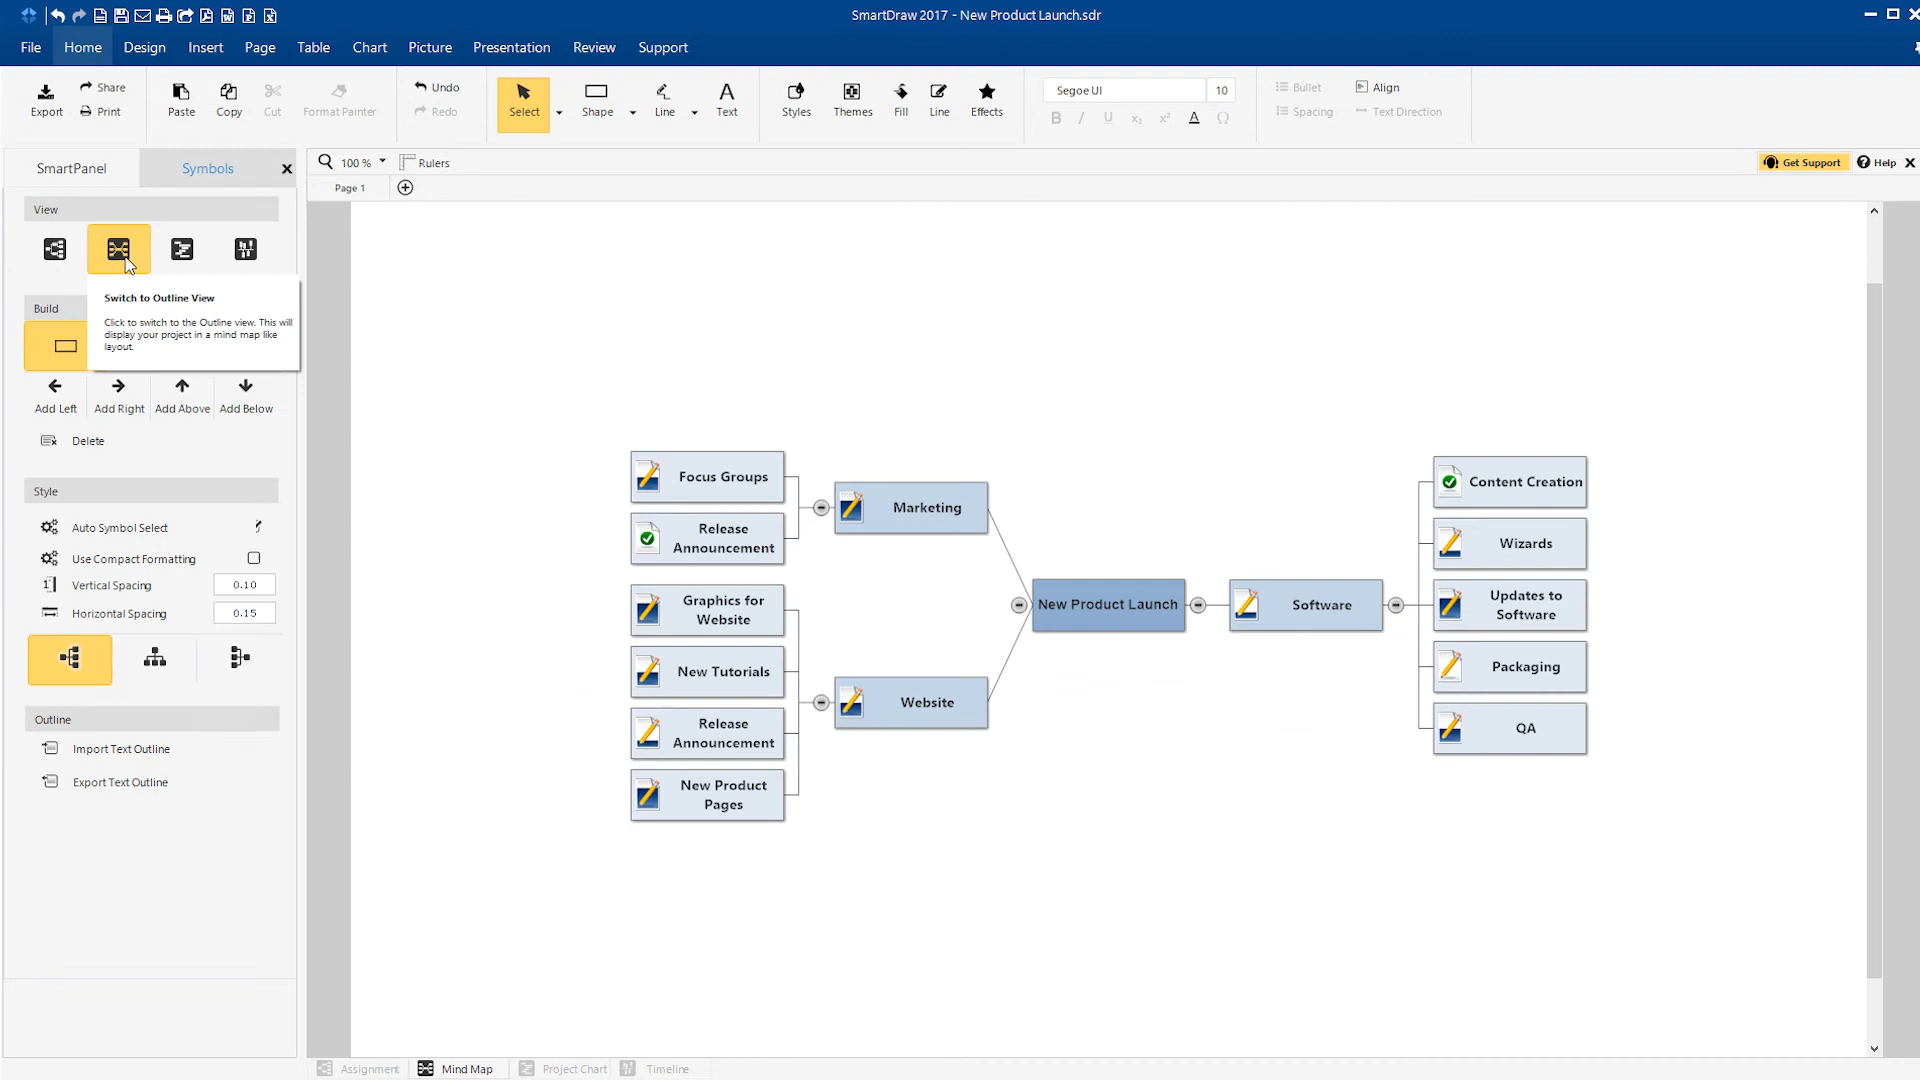 SmartDraw 2017 - New Product Launch.sdr
File Home Design Insert Page Table Chart Picture Presentation Review Support
Export
Share
Print
Paste
Copy
Cut
Format Painter
Undo
Redo
Select
Shape
Line
Text
Styles
Themes
Fill
Line
Effects
Segoe UI
10
B I U x₂ x² A Ω
Bullet
Align
Spacing
Text Direction
SmartPanel
Symbols
100 %
Rulers
Get Support
Help
Page 1
View
Switch to Outline View
Click to switch to the Outline view. This will
display your project in a mind map like
layout.
Build
Add Left
Add Right
Add Above
Add Below
Delete
Style
Auto Symbol Select
Use Compact Formatting
Vertical Spacing
0.10
Horizontal Spacing
0.15
Outline
Import Text Outline
Export Text Outline
Focus Groups
Release
Announcement
Marketing
Graphics for
Website
New Tutorials
Release
Announcement
New Product
Pages
Website
New Product Launch
Software
Content Creation
Wizards
Updates to
Software
Packaging
QA
Assignment
Mind Map
Project Chart
Timeline